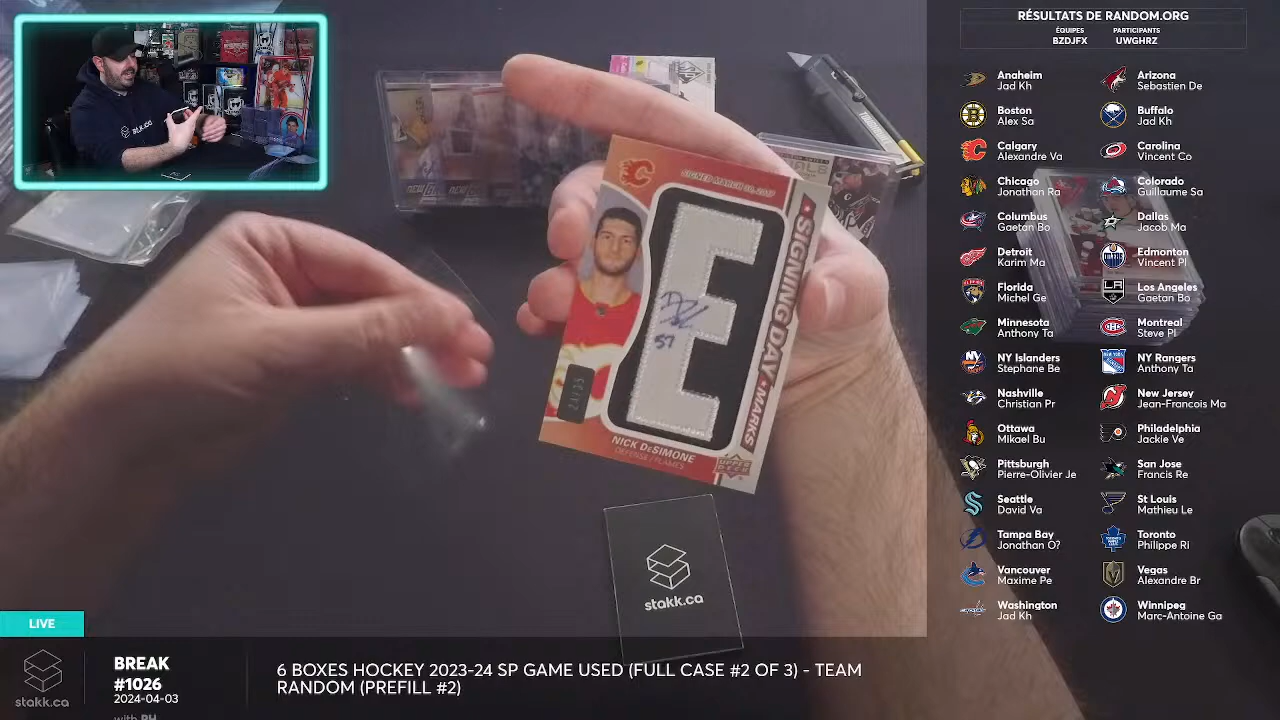 RÉSULTATS DE RANDOM.ORG
ÉQUIPES
BZDJFX
PARTICIPANTS
UWGHRZ
Anaheim
Jad Kh
Arizona
Sebastien De
Boston
Alex Sa
Buffalo
Jad Kh
Calgary
Alexandre Va
Carolina
Vincent Co
Chicago
Jonathan Ra
Colorado
Guillaume Sa
Columbus
Gaetan Bo
Dallas
Jacob Ma
Detroit
Karim Ma
Edmonton
Vincent Pl
Florida
Michel Ge
Los Angeles
Gaetan Bo
Minnesota
Anthony Ta
Montreal
Steve Pl
NY Islanders
Stephane Be
NY Rangers
Anthony Ta
Nashville
Christian Pr
New Jersey
Jean-Francois Ma
Ottawa
Mikael Bu
Philadelphia
Jackie Ve
Pittsburgh
Pierre-Olivier Je
San Jose
Francis Re
Seattle
David Va
St Louis
Mathieu Le
Tampa Bay
Jonathan O?
Toronto
Philippe Ri
Vancouver
Maxime Pe
Vegas
Alexandre Br
Washington
Jad Kh
Winnipeg
Marc-Antoine Ga
SIGNING DAY • MARKS
E
57
NICK DeSIMONE
DEFENSE / FLAMES
UPPER DECK
stakk.ca
LIVE
stakk.ca
BREAK
#1026
2024-04-03
with PH
6 BOXES HOCKEY 2023-24 SP GAME USED (FULL CASE #2 OF 3) - TEAM
RANDOM (PREFILL #2)